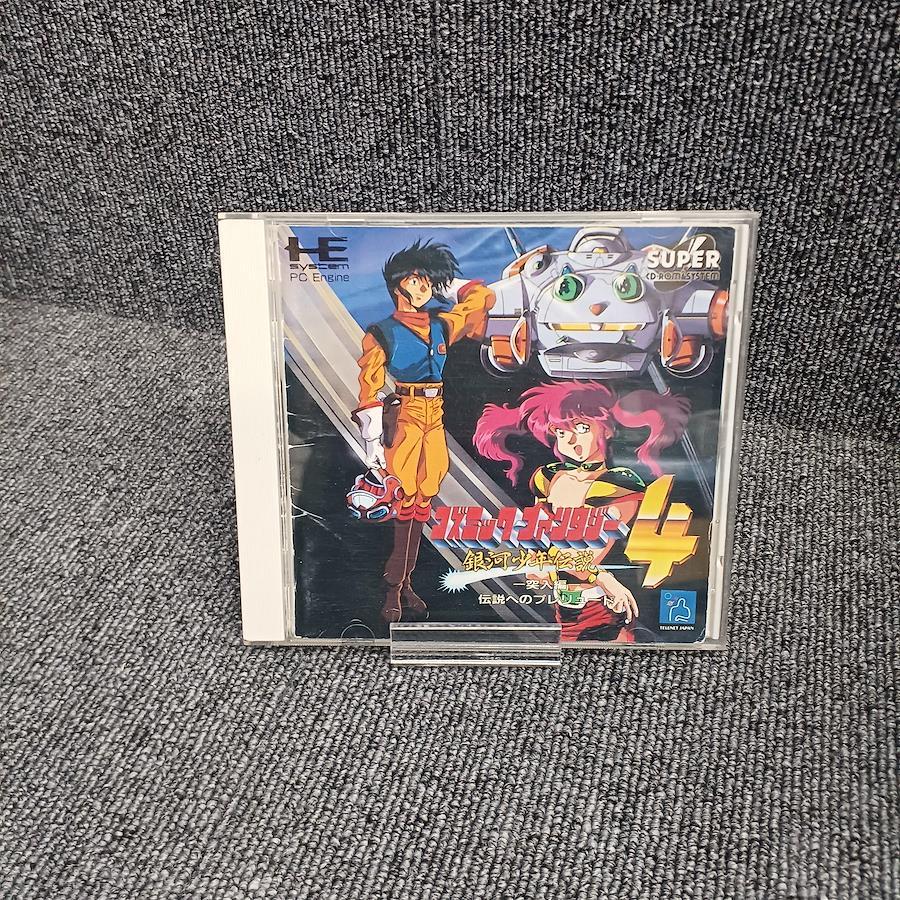 HE
system
PC Engine
SUPER
CD-ROM² SYSTEM
コズミック・ファンタジー
4
銀河少年伝説
ー突入編ー
伝説へのプレリュード
TELENET JAPAN